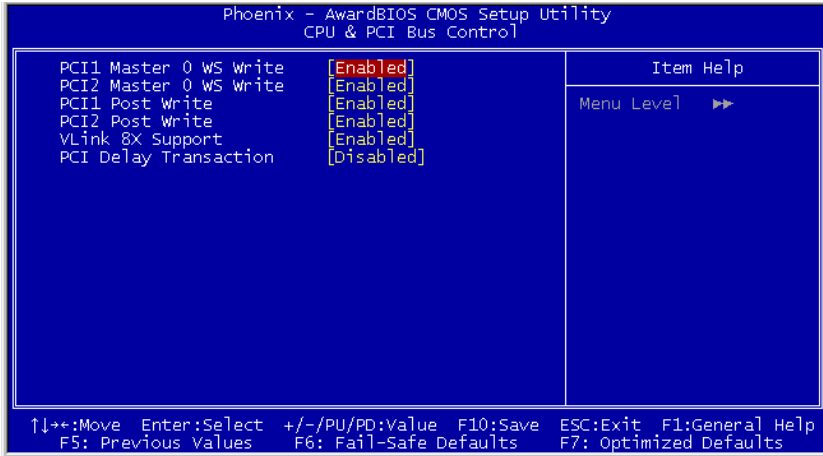 Phoenix - AwardBIOS CMOS Setup Utility
CPU & PCI Bus Control
PCI1 Master 0 WS Write [Enabled]
PCI2 Master 0 WS Write [Enabled]
PCI1 Post Write [Enabled]
PCI2 Post Write [Enabled]
VLink 8X Support [Enabled]
PCI Delay Transaction [Disabled]
Item Help
Menu Level ►►
↑↓→←:Move Enter:Select +/-/PU/PD:Value F10:Save ESC:Exit F1:General Help
F5: Previous Values F6: Fail-Safe Defaults F7: Optimized Defaults